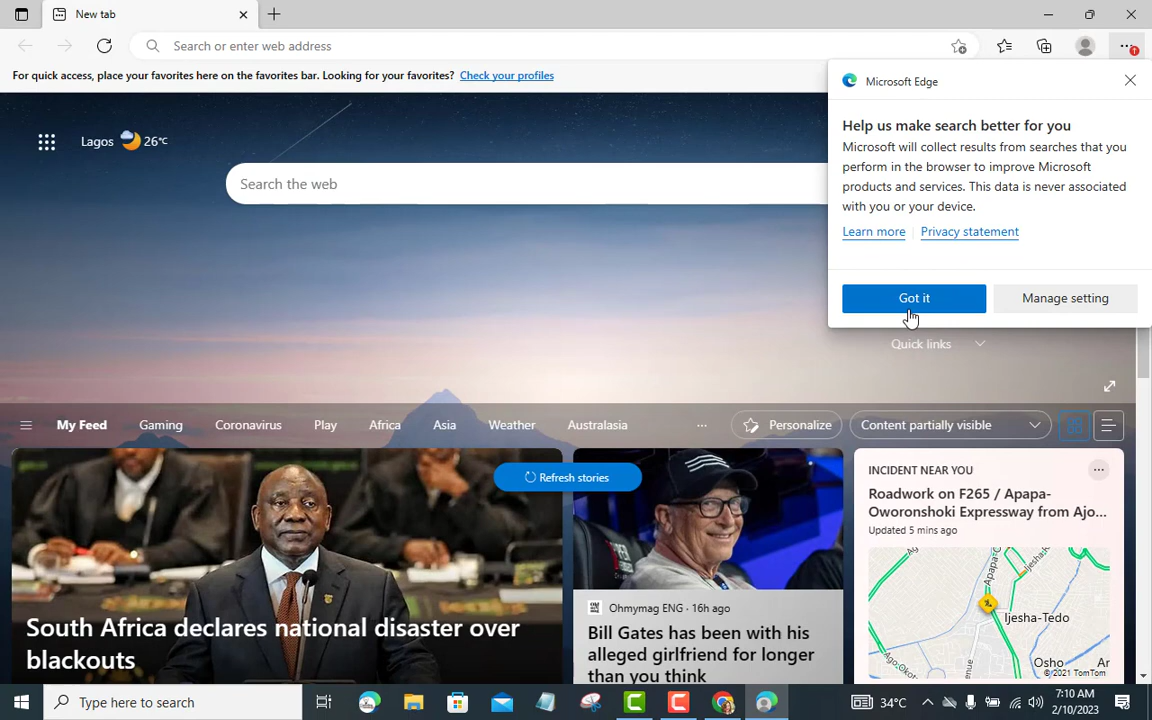 New tab
Search or enter web address
For quick access, place your favorites here on the favorites bar. Looking for your favorites? Check your profiles
Microsoft Edge
Help us make search better for you
Microsoft will collect results from searches that you
perform in the browser to improve Microsoft
products and services. This data is never associated
with you or your device.
Learn more Privacy statement
Got it Manage setting
Lagos 26°C
Search the web
Quick links
My Feed Gaming Coronavirus Play Africa Asia Weather Australasia ... Personalize Content partially visible
Refresh stories
South Africa declares national disaster over
blackouts
Ohmymag ENG · 16h ago
Bill Gates has been with his
alleged girlfriend for longer
than you think
INCIDENT NEAR YOU
Roadwork on F265 / Apapa-
Oworonshoki Expressway from Ajo...
Updated 5 mins ago
Ijesha-Tedo
Osho
Ar
©2021 TomTom
Type here to search
34°C
7:10 AM
2/10/2023